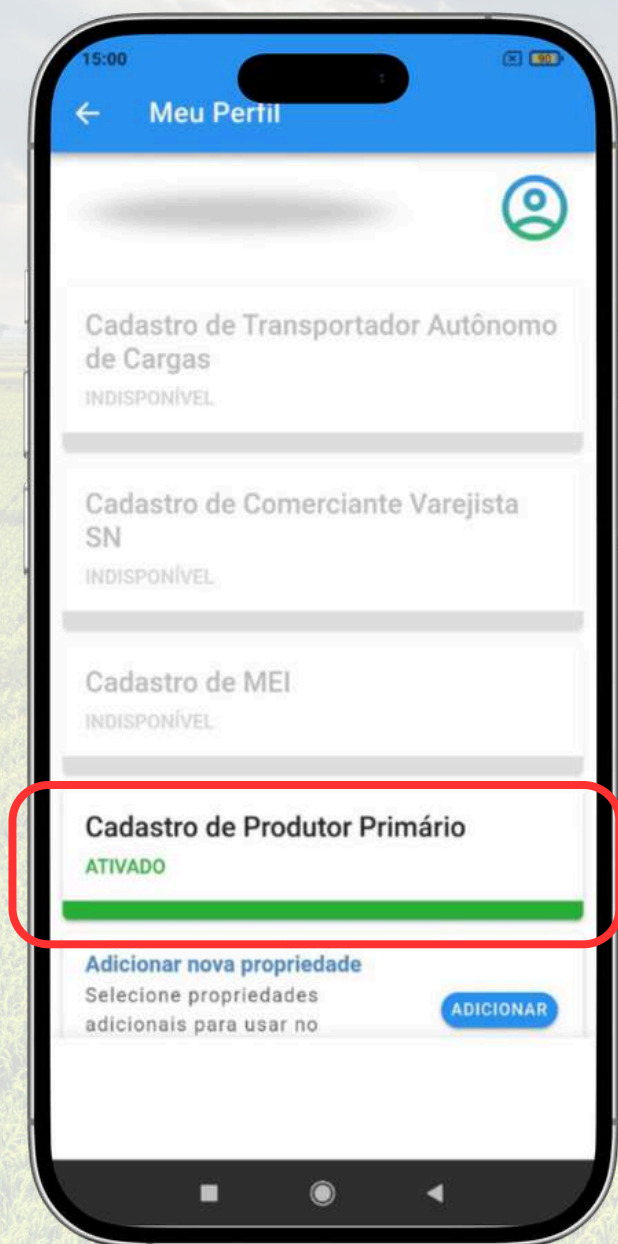 15:00
90
Meu Perfil
Cadastro de Transportador Autônomo
de Cargas
INDISPONÍVEL
Cadastro de Comerciante Varejista
SN
INDISPONÍVEL
Cadastro de MEI
INDISPONÍVEL
Cadastro de Produtor Primário
ATIVADO
Adicionar nova propriedade
Selecione propriedades
adicionais para usar no
ADICIONAR